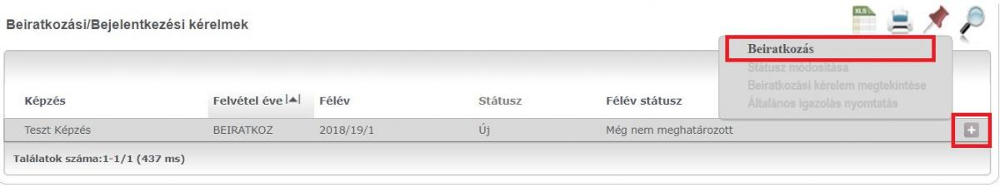 XLS
Beiratkozási/Bejelentkezési kérelmek
Beiratkozás
Státusz módosítása
Beiratkozási kérelem megtekintése
Általános igazolás nyomtatás
Képzés Felvétel éve Félév Státusz Félév státusz
Teszt Képzés BEIRATKOZ 2018/19/1 Új Még nem meghatározott
Találatok száma:1-1/1 (437 ms)